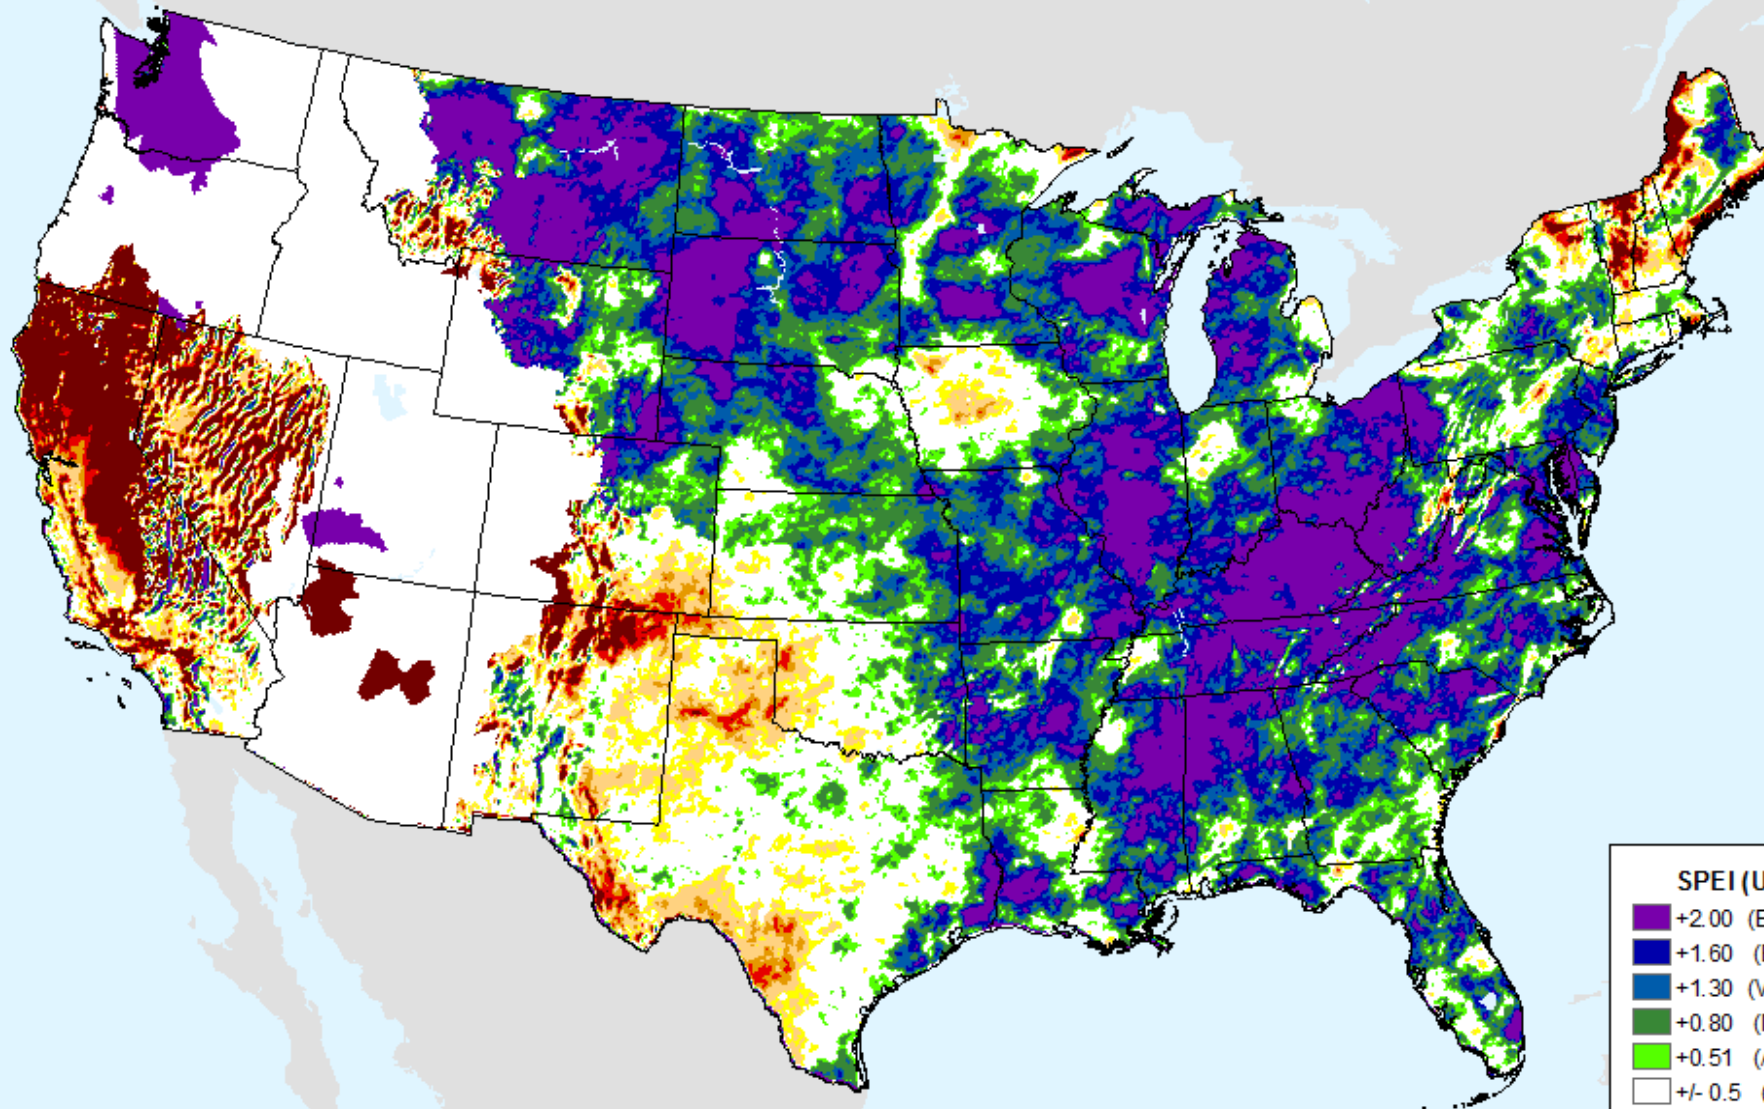 SPEI (U
+2.00 (E
+1.60 (
+1.30 (V
+0.80 (
+0.51 (
+/- 0.5 (